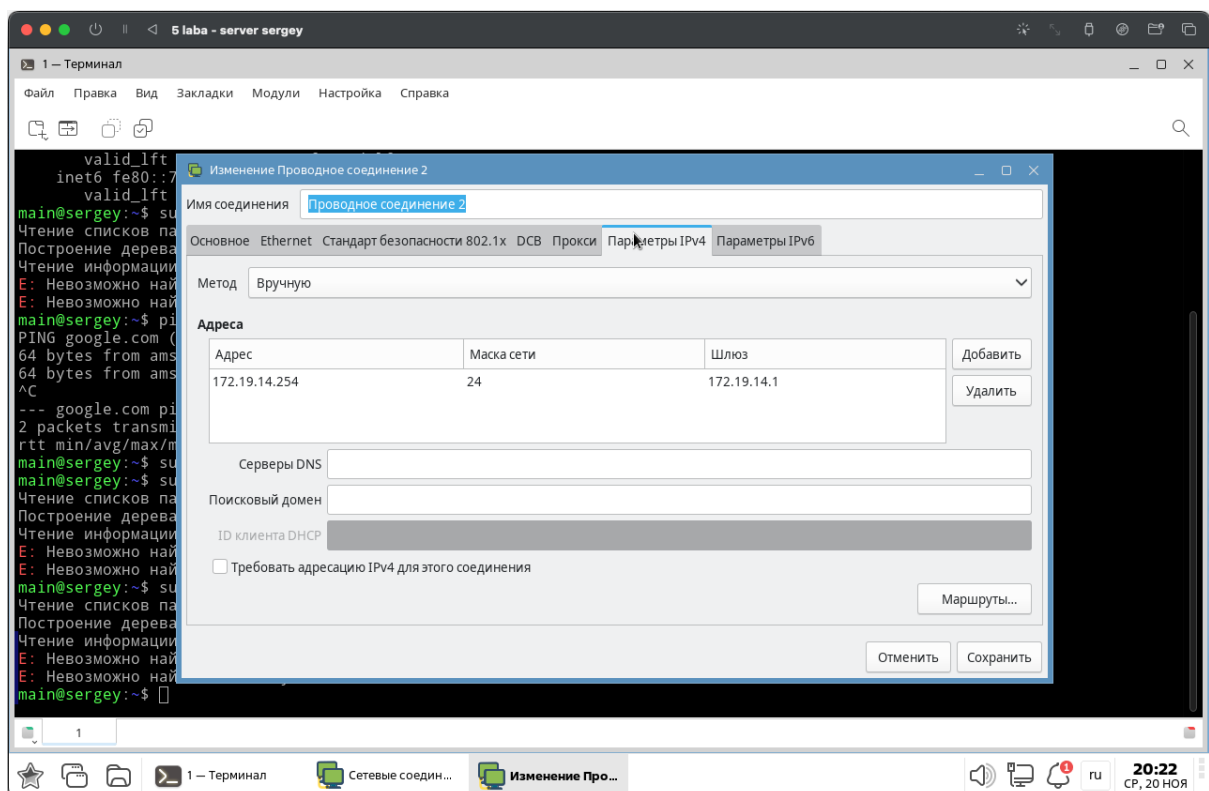 5 laba - server sergey
1 — Терминал
Файл Правка Вид Закладки Модули Настройка Справка
valid_lft
inet6 fe80::7
valid_lft
main@sergey:~$ su
Чтение списков па
Построение дерева
Чтение информации
E: Невозможно най
E: Невозможно най
main@sergey:~$ pi
PING google.com (
64 bytes from ams
64 bytes from ams
^C
--- google.com pi
2 packets transmi
rtt min/avg/max/m
main@sergey:~$ su
main@sergey:~$ su
Чтение списков па
Построение дерева
Чтение информации
E: Невозможно най
E: Невозможно най
main@sergey:~$ su
Чтение списков па
Построение дерева
Чтение информации
E: Невозможно най
E: Невозможно най
main@sergey:~$
Изменение Проводное соединение 2
Имя соединения Проводное соединение 2
Основное Ethernet Стандарт безопасности 802.1x DCB Прокси Параметры IPv4 Параметры IPv6
Метод Вручную
Адреса
Адрес Маска сети Шлюз Добавить
172.19.14.254 24 172.19.14.1
Удалить
Серверы DNS
Поисковый домен
ID клиента DHCP
Требовать адресацию IPv4 для этого соединения
Маршруты...
Отменить Сохранить
1
1 — Терминал Сетевые соедин... Изменение Про... 1 ru 20:22
СР, 20 НОЯ